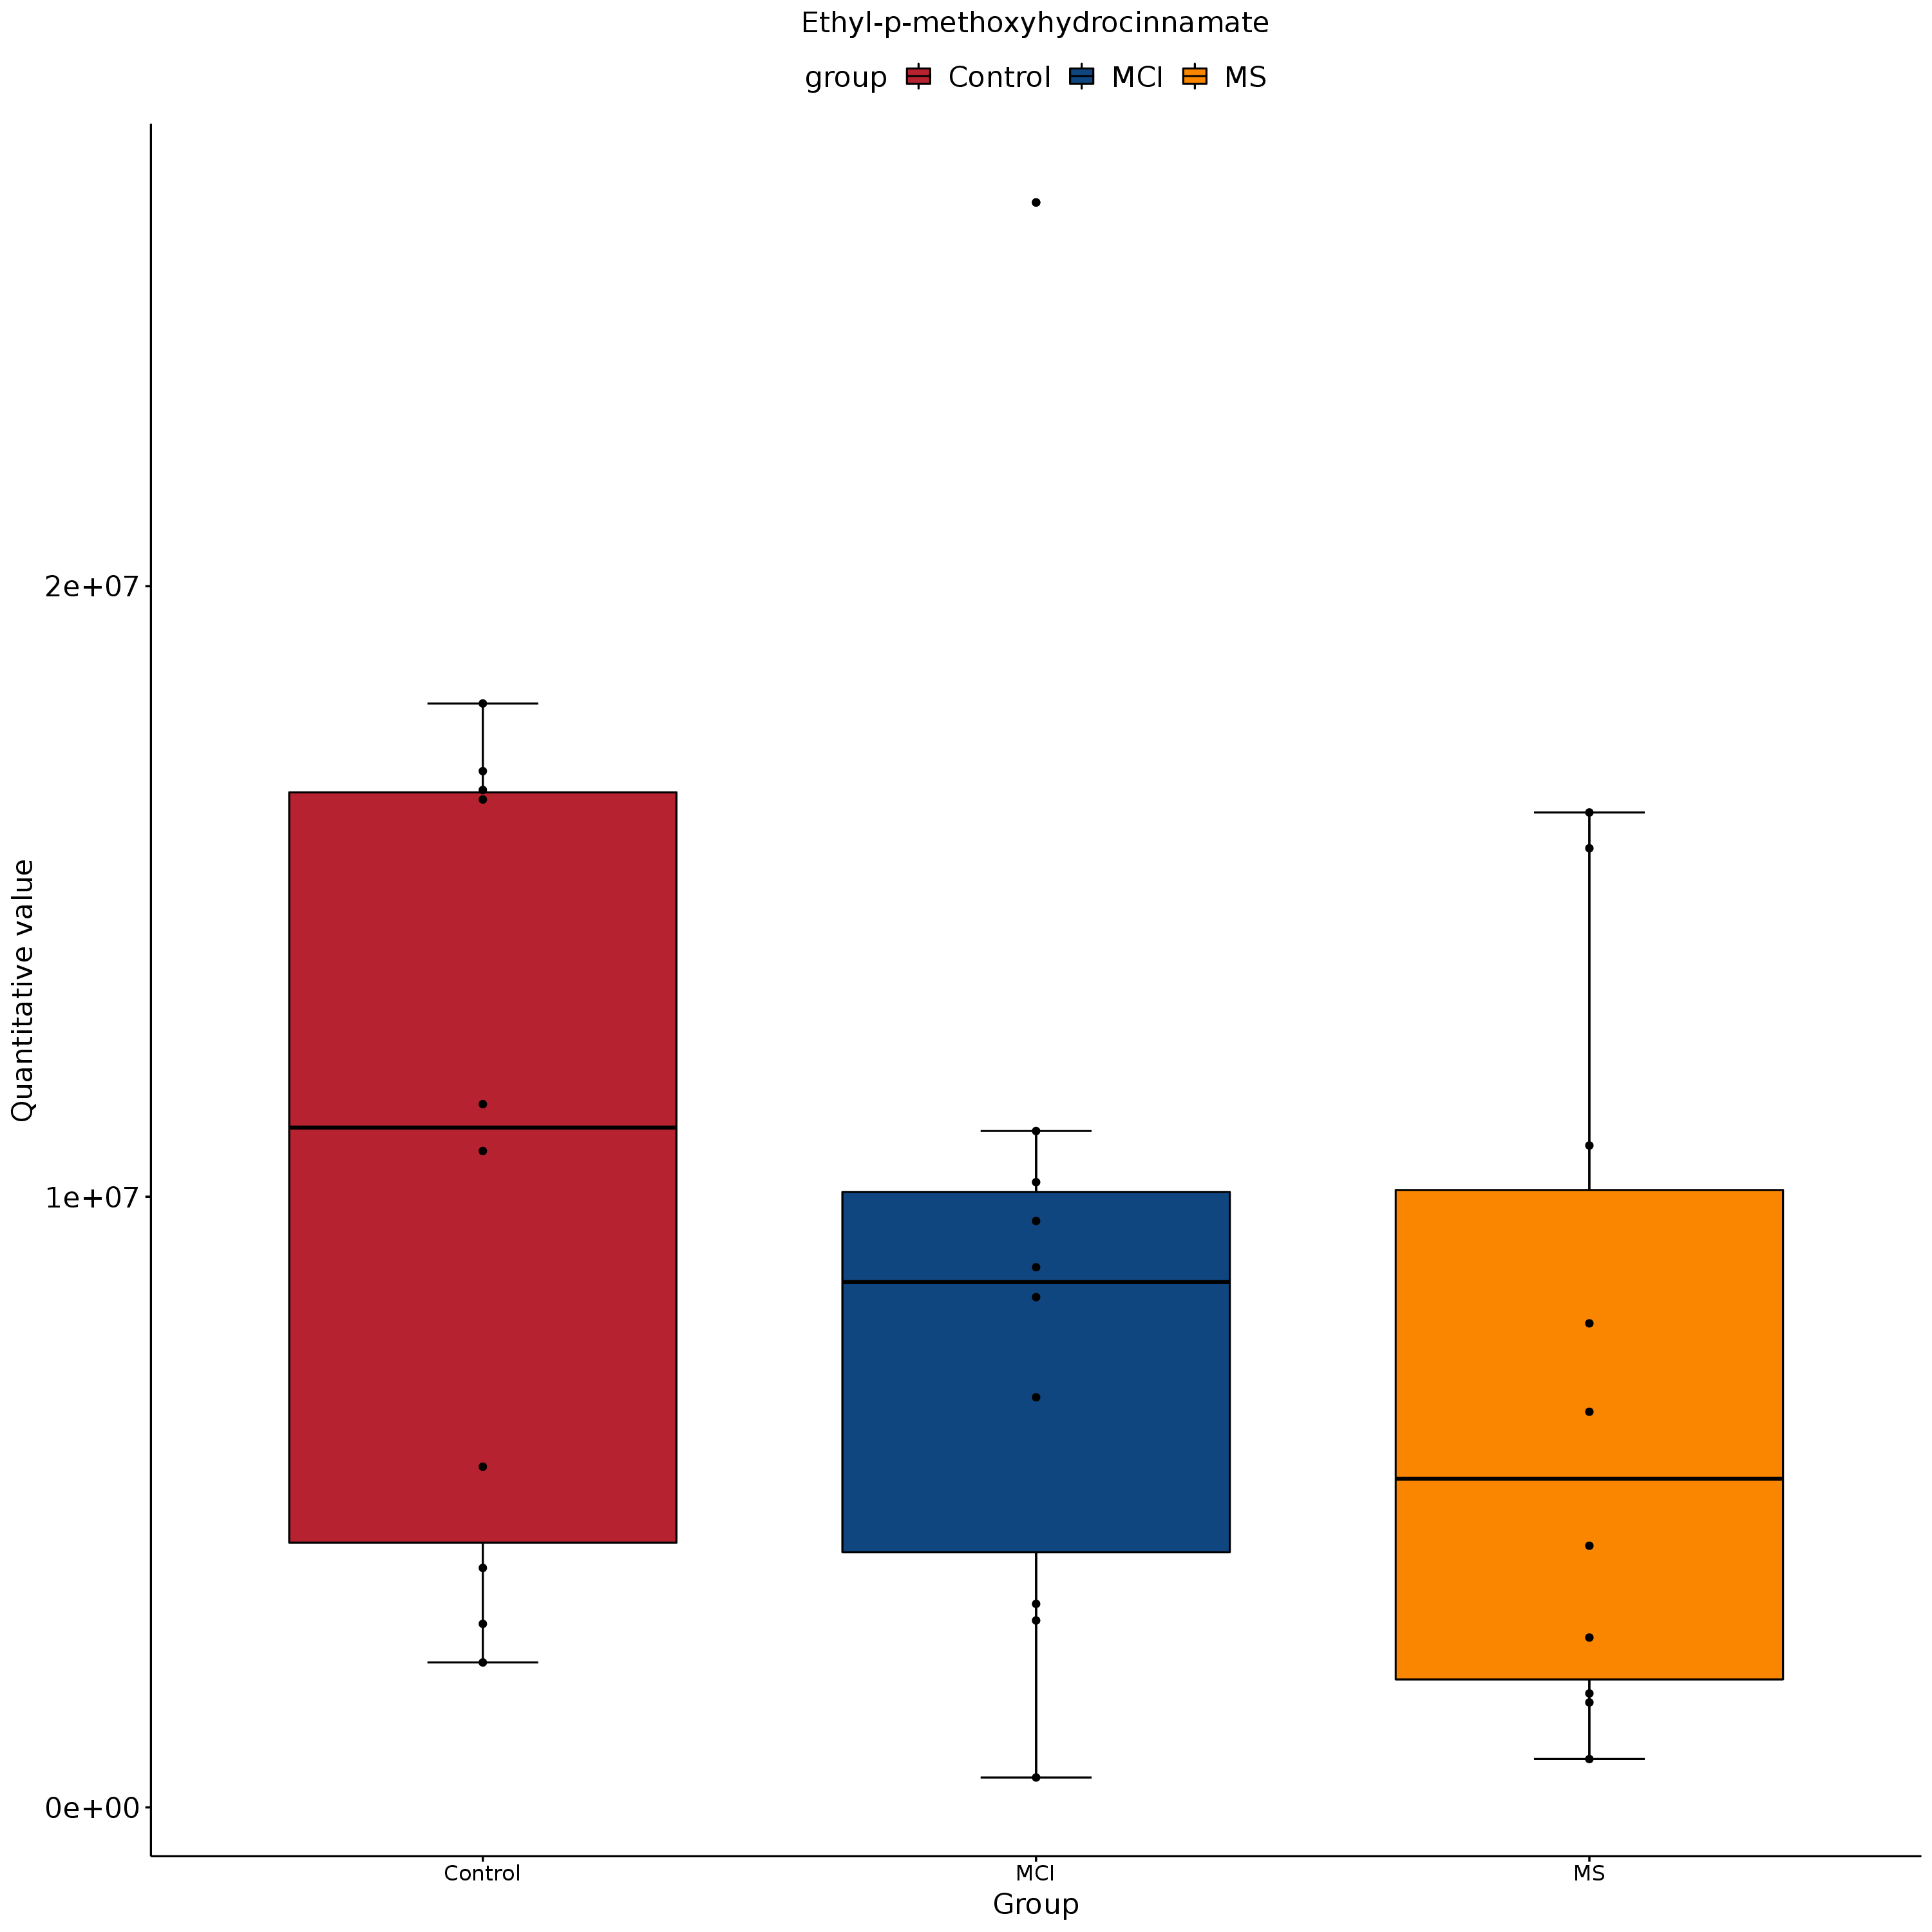 Ethyl-p-methoxyhydrocinnamate
group Control MCI MS
Quantitative value
2e+07
1e+07
0e+00
Control MCI MS
Group